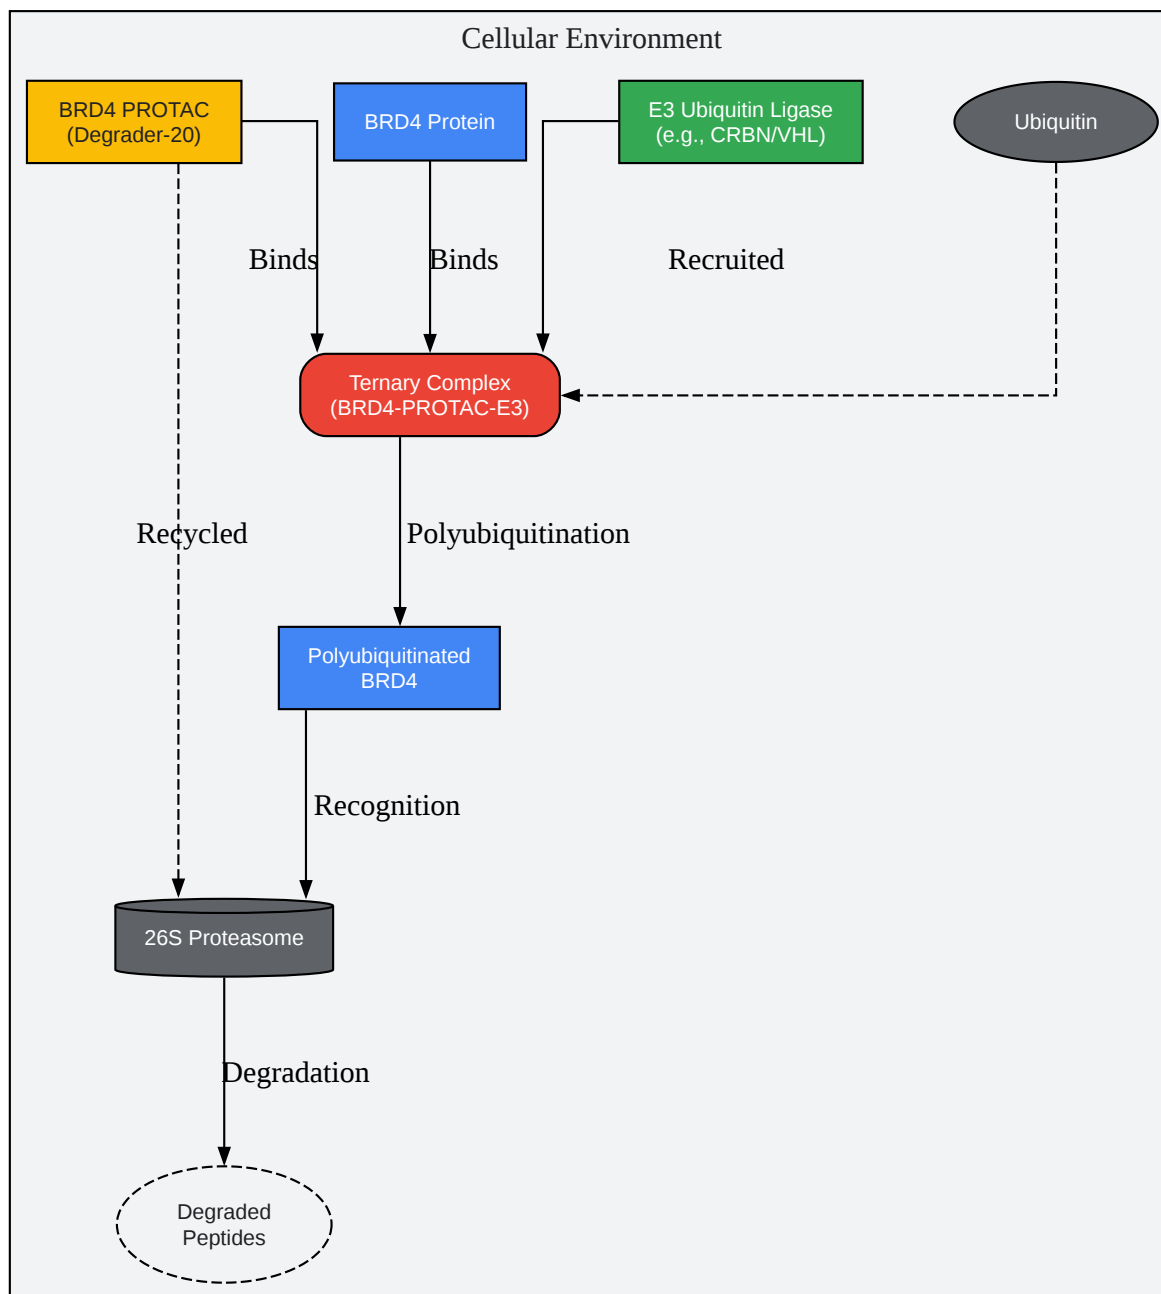 Cellular Environment
BRD4 PROTAC
(Degrader-20)
BRD4 Protein
E3 Ubiquitin Ligase
(e.g., CRBN/VHL)
Ubiquitin
Binds
Binds
Recruited
Ternary Complex
(BRD4-PROTAC-E3)
Recycled
Polyubiquitination
Polyubiquitinated
BRD4
Recognition
26S Proteasome
Degradation
Degraded
Peptides